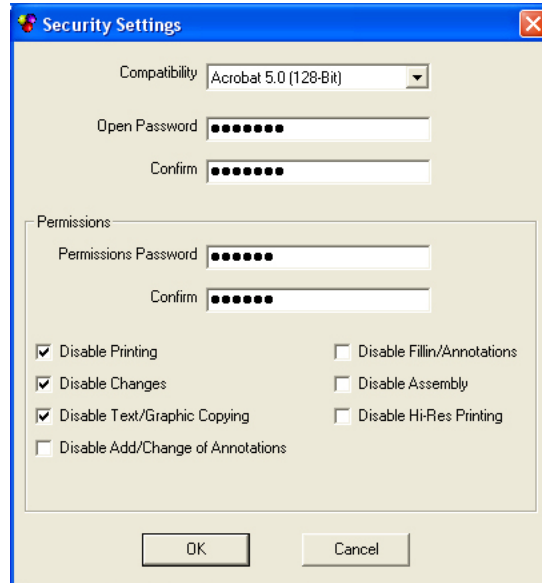 Security Settings
Compatibility Acrobat 5.0 (128-Bit)
Open Password ●●●●●●●
Confirm ●●●●●●●
Permissions
Permissions Password ●●●●●●
Confirm ●●●●●●
Disable Printing
Disable Fillin/Annotations
Disable Changes
Disable Assembly
Disable Text/Graphic Copying
Disable Hi-Res Printing
Disable Add/Change of Annotations
OK
Cancel